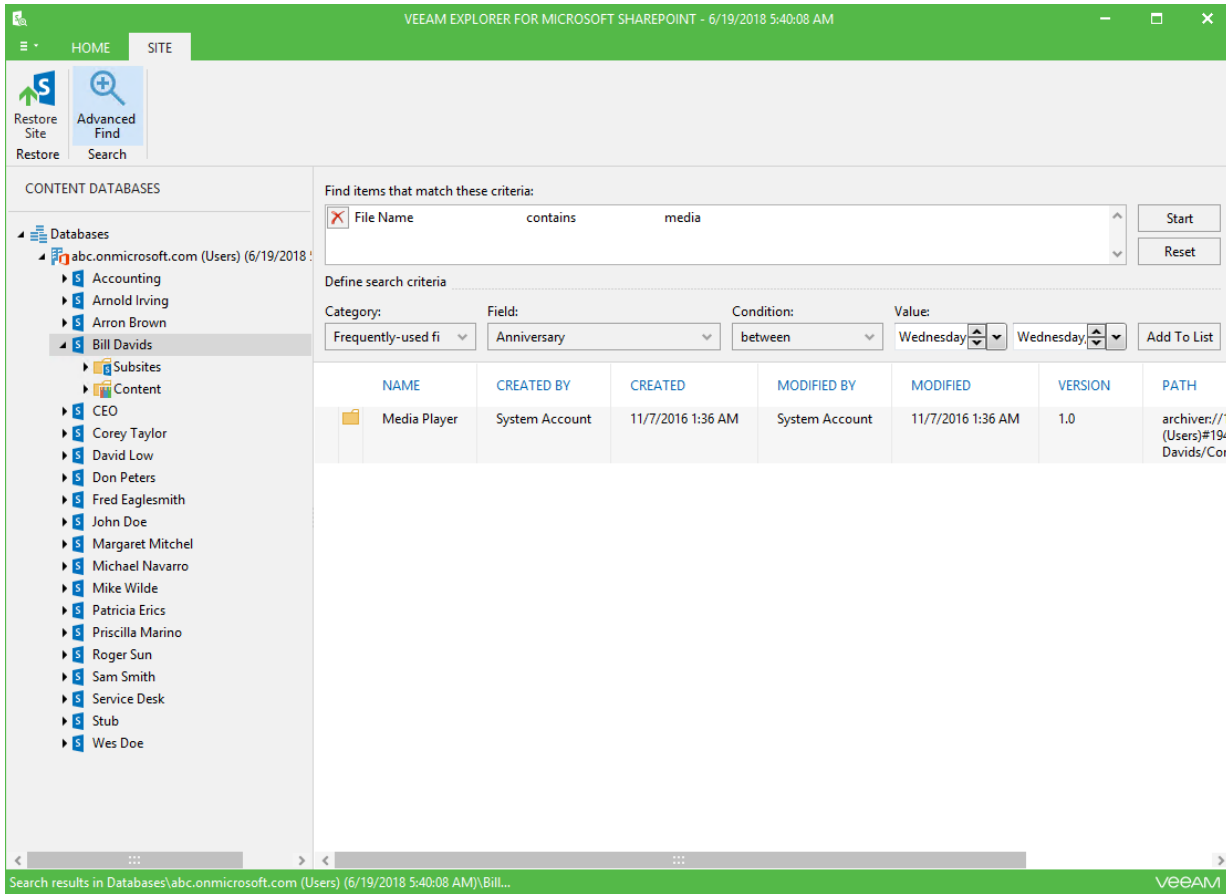 VEEAM EXPLORER FOR MICROSOFT SHAREPOINT - 6/19/2018 5:40:08 AM
HOME SITE
Restore Site
Advanced Find
Restore Search
CONTENT DATABASES
Databases
abc.onmicrosoft.com (Users) (6/19/2018
Accounting
Arnold Irving
Arron Brown
Bill Davids
Subsites
Content
CEO
Corey Taylor
David Low
Don Peters
Fred Eaglesmith
John Doe
Margaret Mitchel
Michael Navarro
Mike Wilde
Patricia Erics
Priscilla Marino
Roger Sun
Sam Smith
Service Desk
Stub
Wes Doe
Find items that match these criteria:
File Name contains media
Start
Reset
Define search criteria
Category: Field: Condition: Value:
Frequently-used fi Anniversary between Wednesday Wednesday, Add To List
NAME CREATED BY CREATED MODIFIED BY MODIFIED VERSION PATH
Media Player System Account 11/7/2016 1:36 AM System Account 11/7/2016 1:36 AM 1.0 archiver://
(Users)#194
Davids/Cor
Search results in Databases\abc.onmicrosoft.com (Users) (6/19/2018 5:40:08 AM)\Bill...
veeam